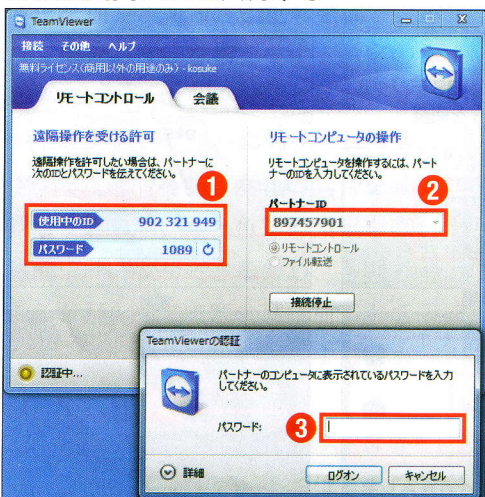 TeamViewer
接続 その他 ヘルプ
無料ライセンス(商用以外の用途のみ) - kosuke
リモートコントロール 会議
遠隔操作を受ける許可
遠隔操作を許可したい場合は、パートナーに
次のIDとパスワードを伝えてください。
1
使用中のID 902 321 949
パスワード 1089
リモートコンピュータの操作
リモートコンピュータを操作するには、パート
ナーのIDを入力してください。
2
パートナーID
897457901
リモートコントロール
ファイル転送
接続停止
認証中...
TeamViewerの認証
パートナーのコンピュータに表示されているパスワードを入力
してください。
パスワード: 3
詳細 ログオン キャンセル